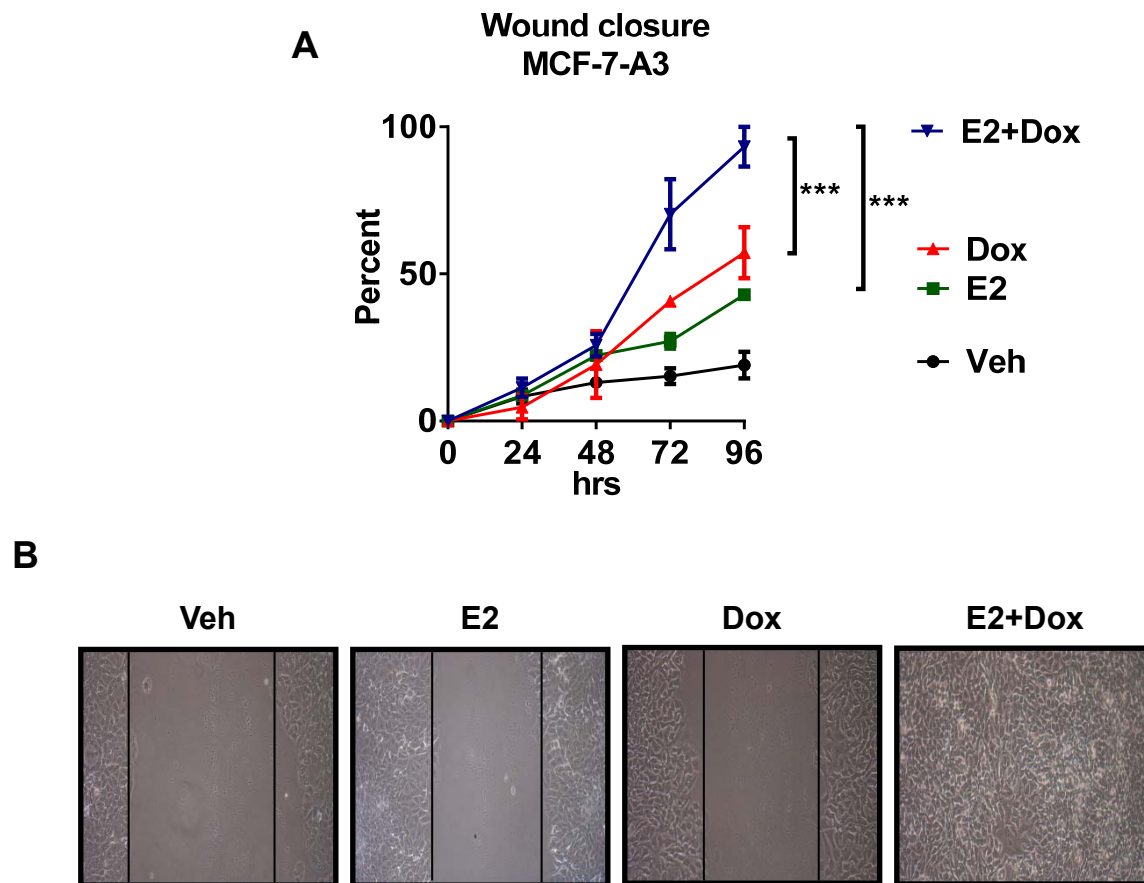 A
Wound closure
MCF-7-A3
Percent
100
50
0
0 24 48 72 96
hrs
***
***
E2+Dox
Dox
E2
Veh
B
Veh E2 Dox E2+Dox